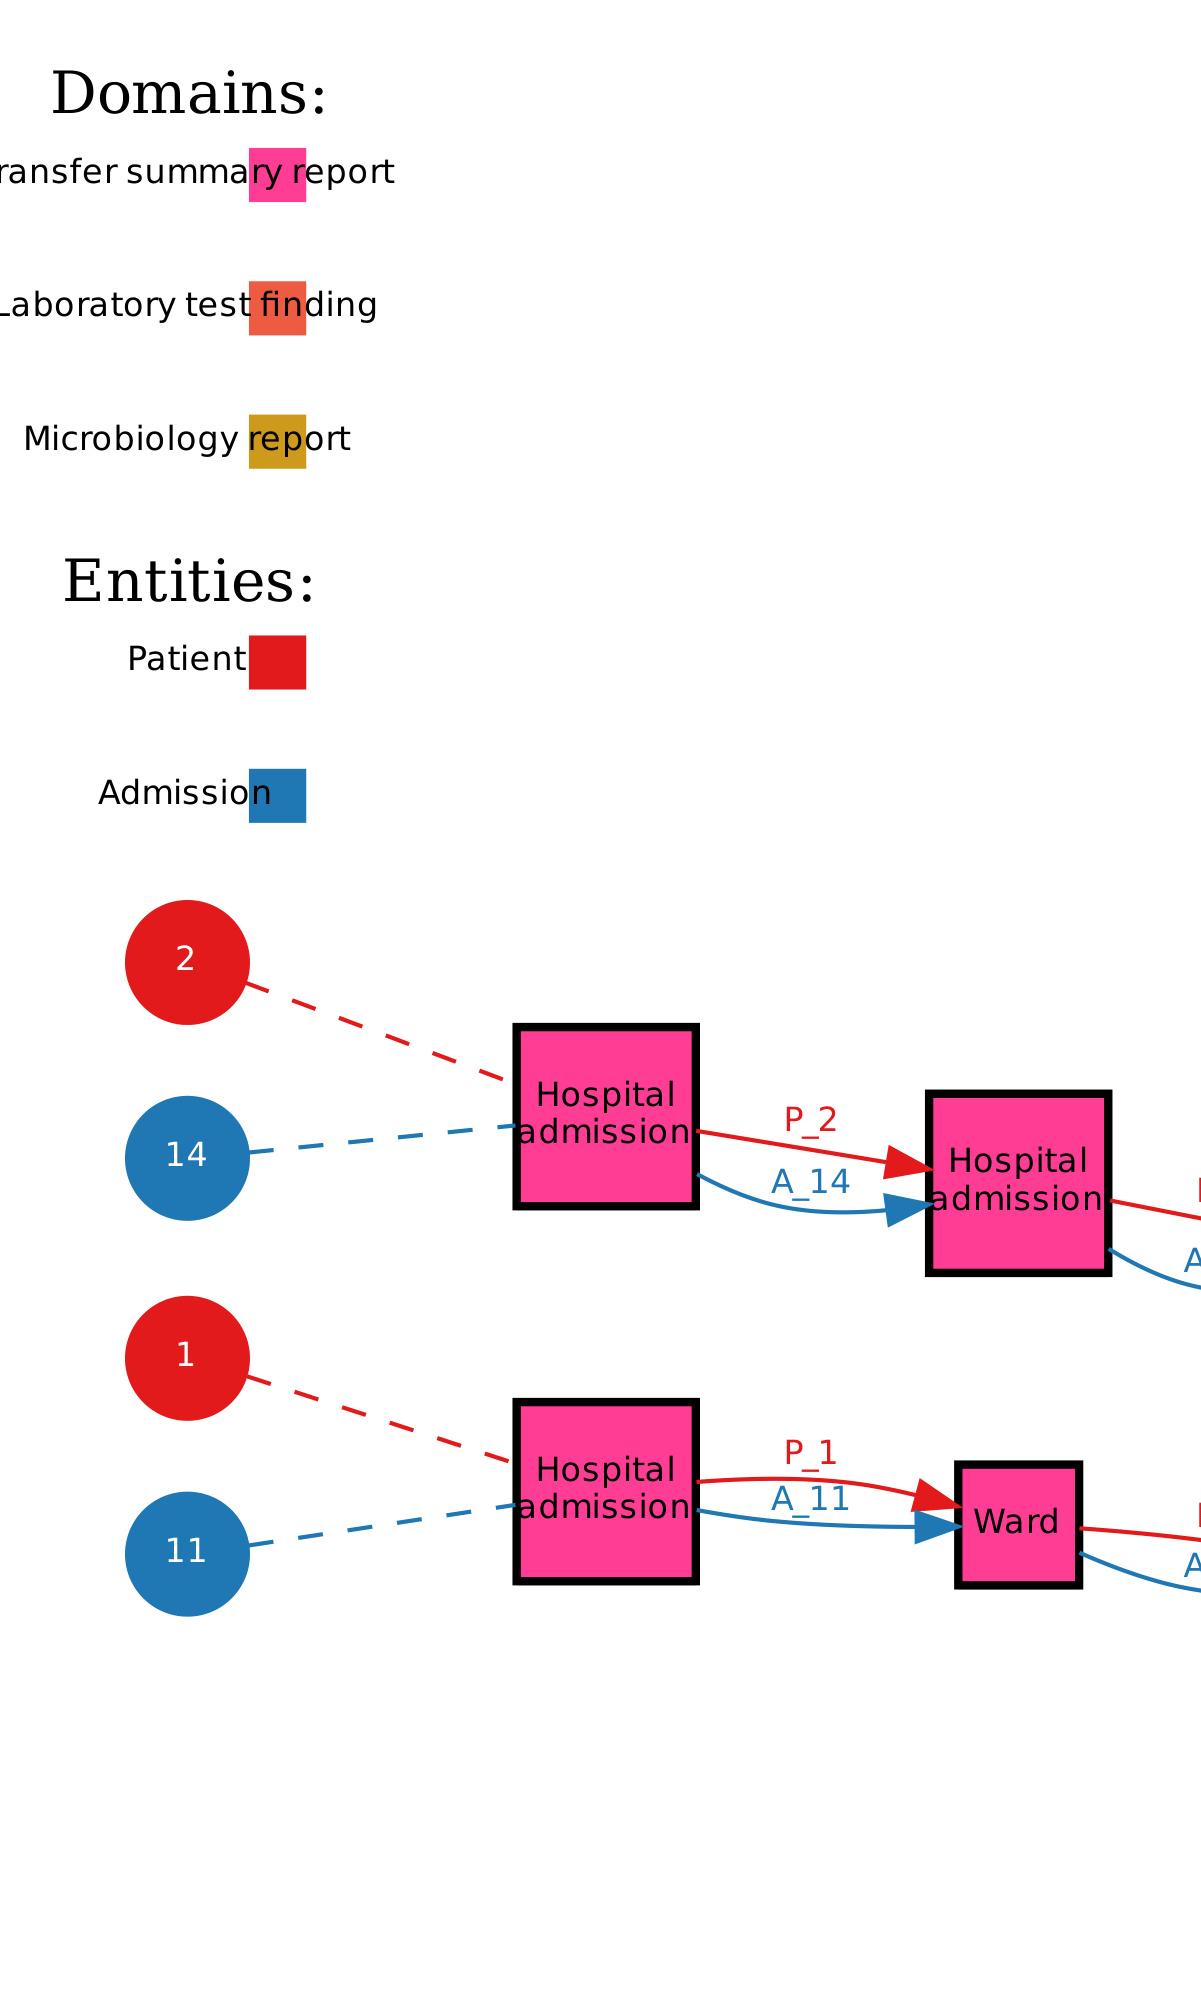 Domains:
ransfer summary report
Laboratory test finding
Microbiology report
Entities:
Patient
Admission
2
14
Hospital
admission
P_2
A_14
Hospital
admission
A
1
11
Hospital
admission
P_1
A_11
Ward
A